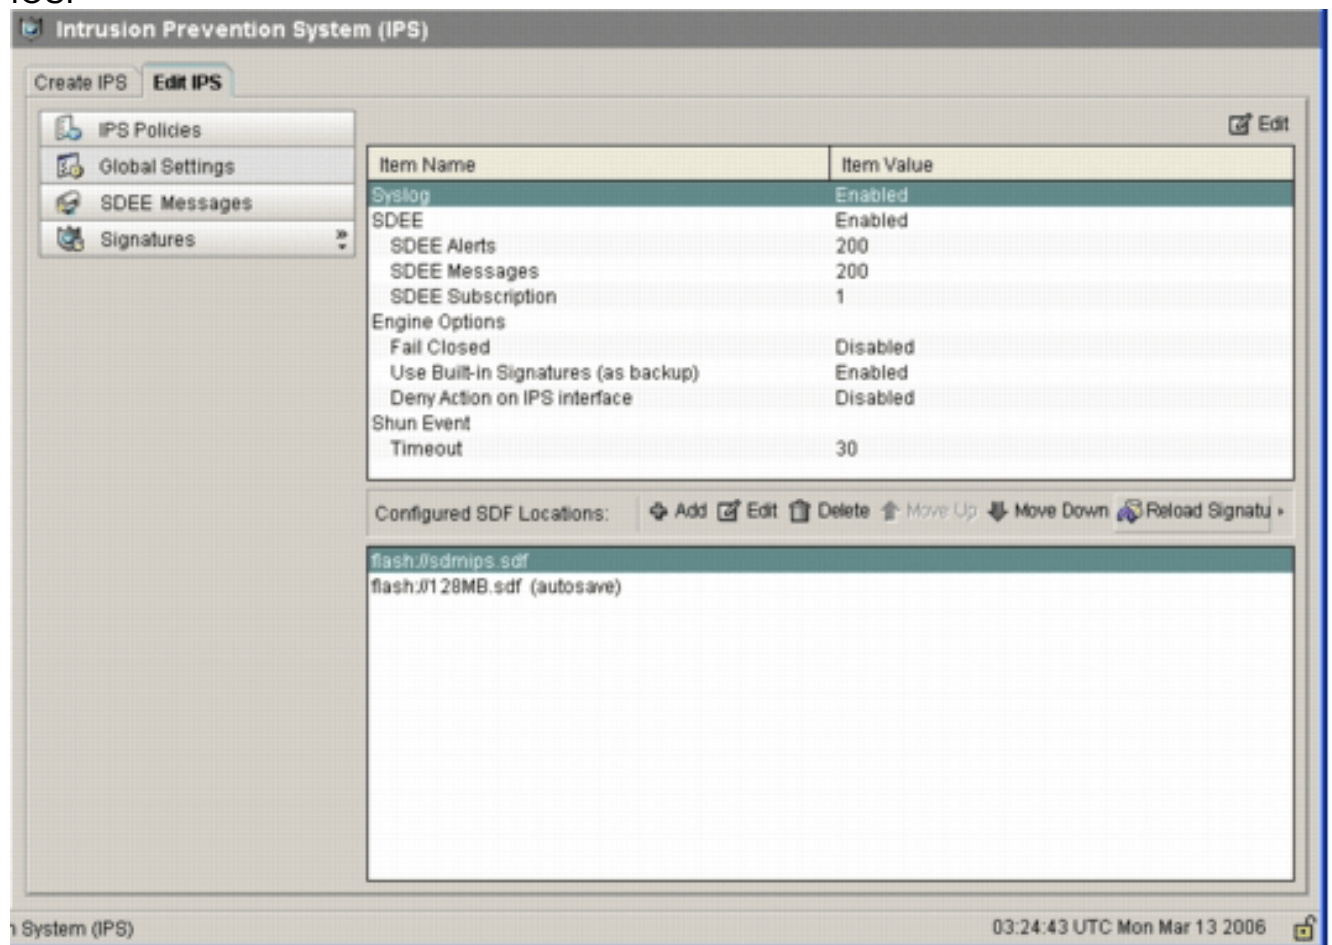 Intrusion Prevention System (IPS)
Create IPS Edit IPS
IPS Policies
Global Settings
SDEE Messages
Signatures
Edit
Item Name Item Value
Syslog Enabled
SDEE Enabled
SDEE Alerts 200
SDEE Messages 200
SDEE Subscription 1
Engine Options
Fail Closed Disabled
Use Built-in Signatures (as backup) Enabled
Deny Action on IPS interface Disabled
Shun Event
Timeout 30
Configured SDF Locations: Add Edit Delete Move Up Move Down Reload Signatu
flash://sdmips.sdf
flash://128MB.sdf (autosave)
System (IPS) 03:24:43 UTC Mon Mar 13 2006